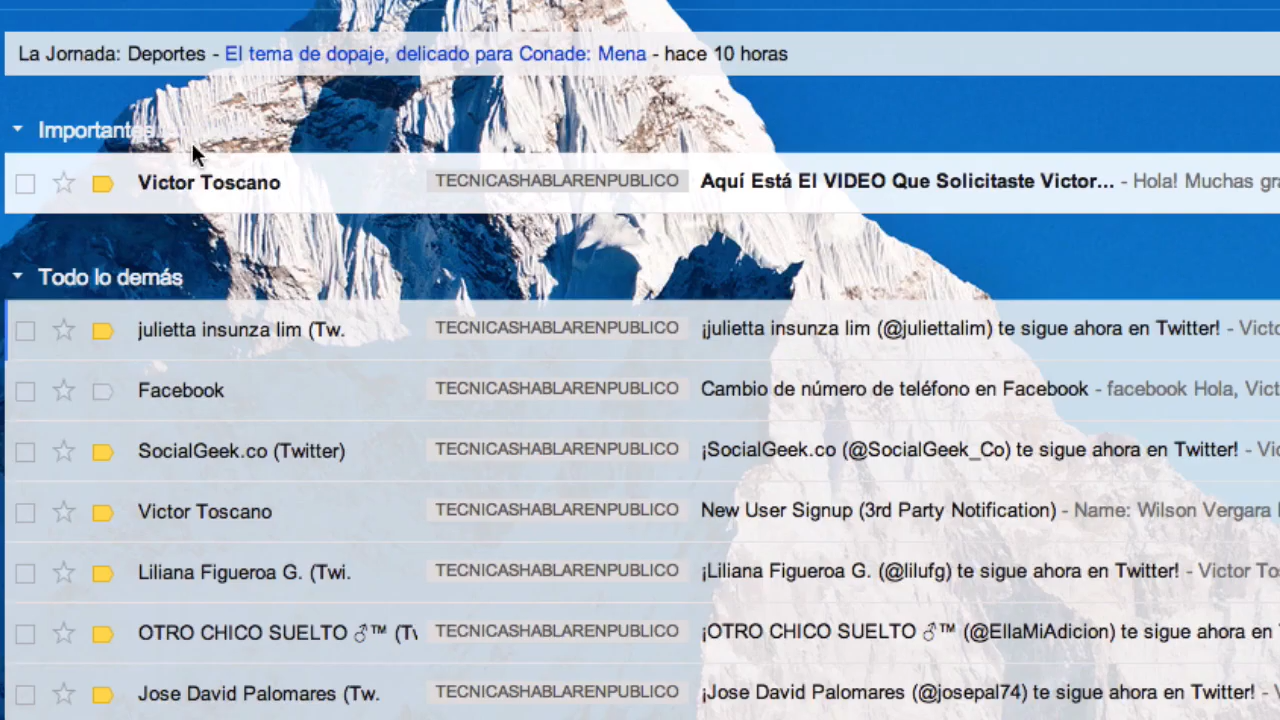 La Jornada: Deportes - El tema de dopaje, delicado para Conade: Mena - hace 10 horas
Importantes
Victor Toscano TECNICASHABLARENPUBLICO Aquí Está El VIDEO Que Solicitaste Victor... - Hola! Muchas gra
Todo lo demás
julietta insunza lim (Tw. TECNICASHABLARENPUBLICO ¡julietta insunza lim (@juliettalim) te sigue ahora en Twitter! - Victo
Facebook TECNICASHABLARENPUBLICO Cambio de número de teléfono en Facebook - facebook Hola, Vict
SocialGeek.co (Twitter) TECNICASHABLARENPUBLICO ¡SocialGeek.co (@SocialGeek_Co) te sigue ahora en Twitter! - Vic
Victor Toscano TECNICASHABLARENPUBLICO New User Signup (3rd Party Notification) - Name: Wilson Vergara
Liliana Figueroa G. (Twi. TECNICASHABLARENPUBLICO ¡Liliana Figueroa G. (@lilufg) te sigue ahora en Twitter! - Victor To
OTRO CHICO SUELTO ♂™ (Tw TECNICASHABLARENPUBLICO ¡OTRO CHICO SUELTO ♂™ (@EllaMiAdicion) te sigue ahora en
Jose David Palomares (Tw. TECNICASHABLARENPUBLICO ¡Jose David Palomares (@josepal74) te sigue ahora en Twitter! - V